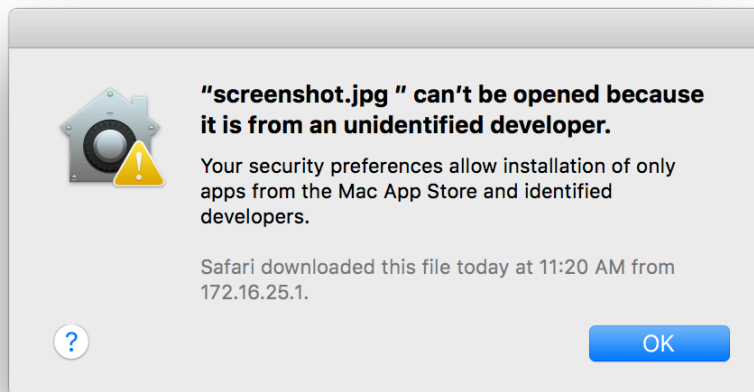 “screenshot.jpg ” can’t be opened because
it is from an unidentified developer.
Your security preferences allow installation of only
apps from the Mac App Store and identified
developers.
Safari downloaded this file today at 11:20 AM from
172.16.25.1.
?
OK